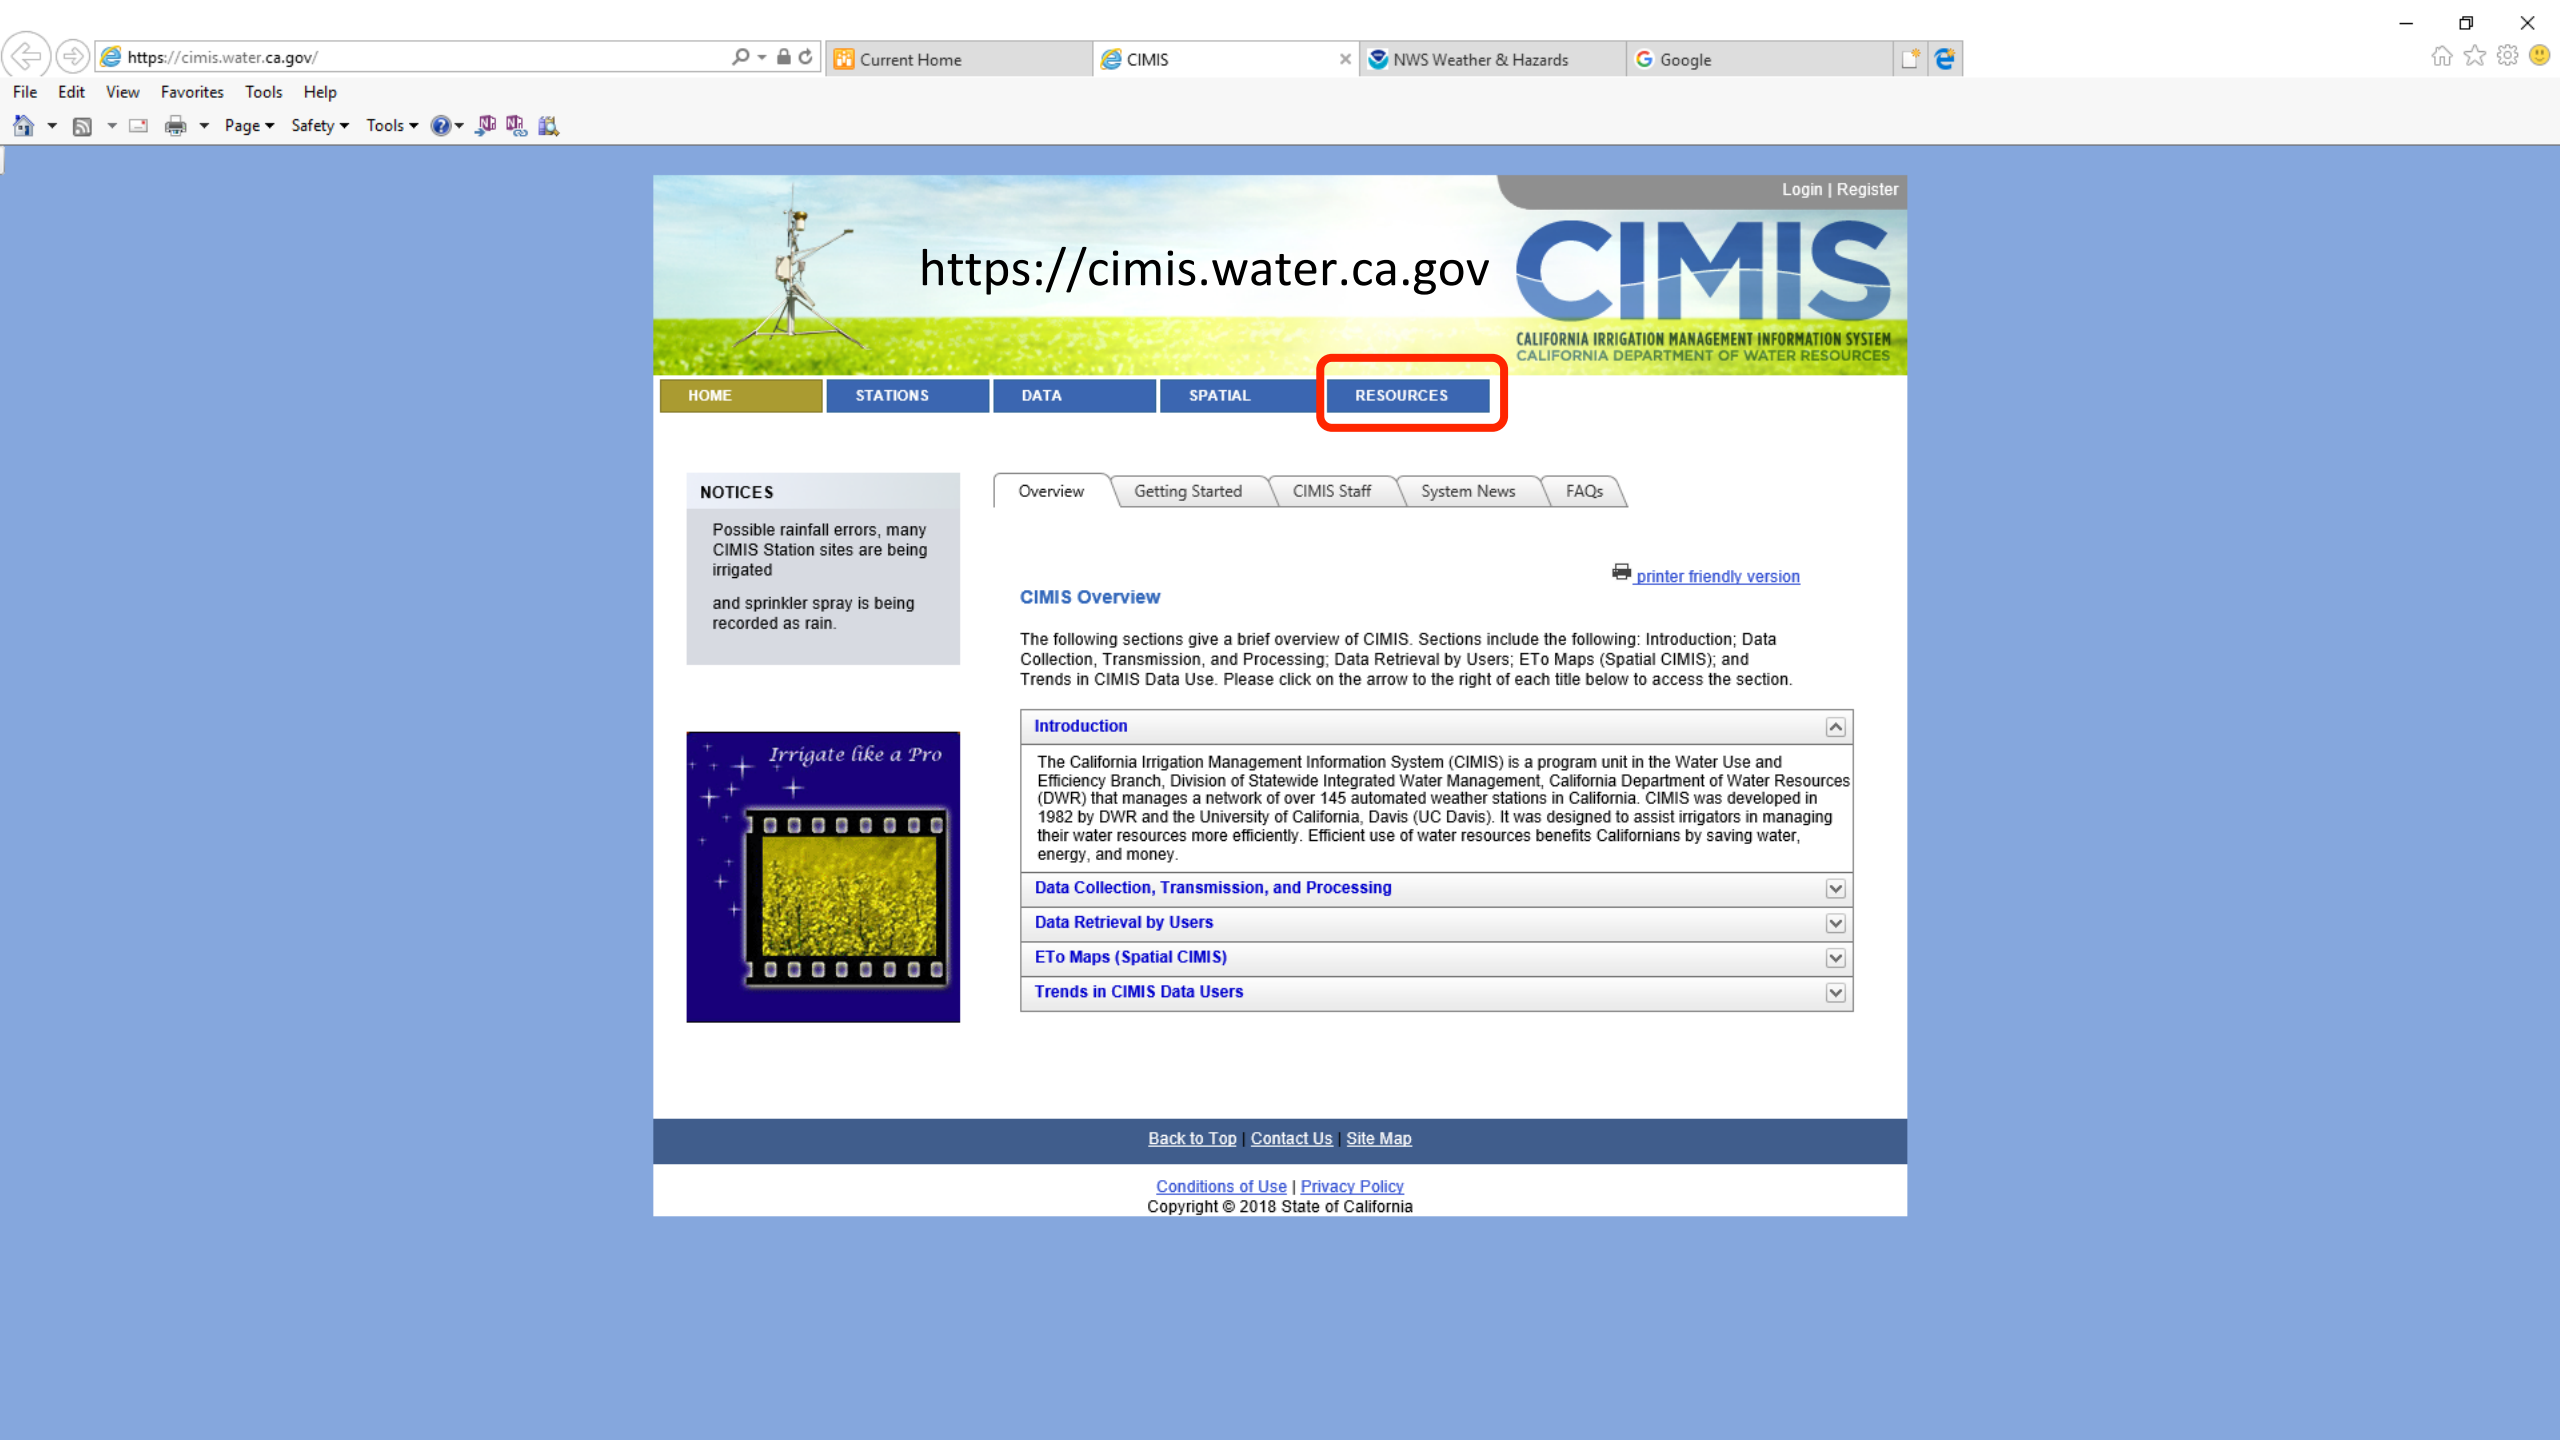 https://cimis.water.ca.gov/
Current Home
CIMIS
NWS Weather & Hazards
Google
File Edit View Favorites Tools Help
Page Safety Tools
Login | Register
https://cimis.water.ca.gov
CIMIS
CALIFORNIA IRRIGATION MANAGEMENT INFORMATION SYSTEM
CALIFORNIA DEPARTMENT OF WATER RESOURCES
HOME STATIONS DATA SPATIAL RESOURCES
NOTICES
Possible rainfall errors, many
CIMIS Station sites are being
irrigated
and sprinkler spray is being
recorded as rain.
Irrigate like a Pro
Overview Getting Started CIMIS Staff System News FAQs
printer friendly version
CIMIS Overview
The following sections give a brief overview of CIMIS. Sections include the following: Introduction; Data
Collection, Transmission, and Processing; Data Retrieval by Users; ETo Maps (Spatial CIMIS); and
Trends in CIMIS Data Use. Please click on the arrow to the right of each title below to access the section.
Introduction
The California Irrigation Management Information System (CIMIS) is a program unit in the Water Use and
Efficiency Branch, Division of Statewide Integrated Water Management, California Department of Water Resources
(DWR) that manages a network of over 145 automated weather stations in California. CIMIS was developed in
1982 by DWR and the University of California, Davis (UC Davis). It was designed to assist irrigators in managing
their water resources more efficiently. Efficient use of water resources benefits Californians by saving water,
energy, and money.
Data Collection, Transmission, and Processing
Data Retrieval by Users
ETo Maps (Spatial CIMIS)
Trends in CIMIS Data Users
Back to Top | Contact Us | Site Map
Conditions of Use | Privacy Policy
Copyright © 2018 State of California